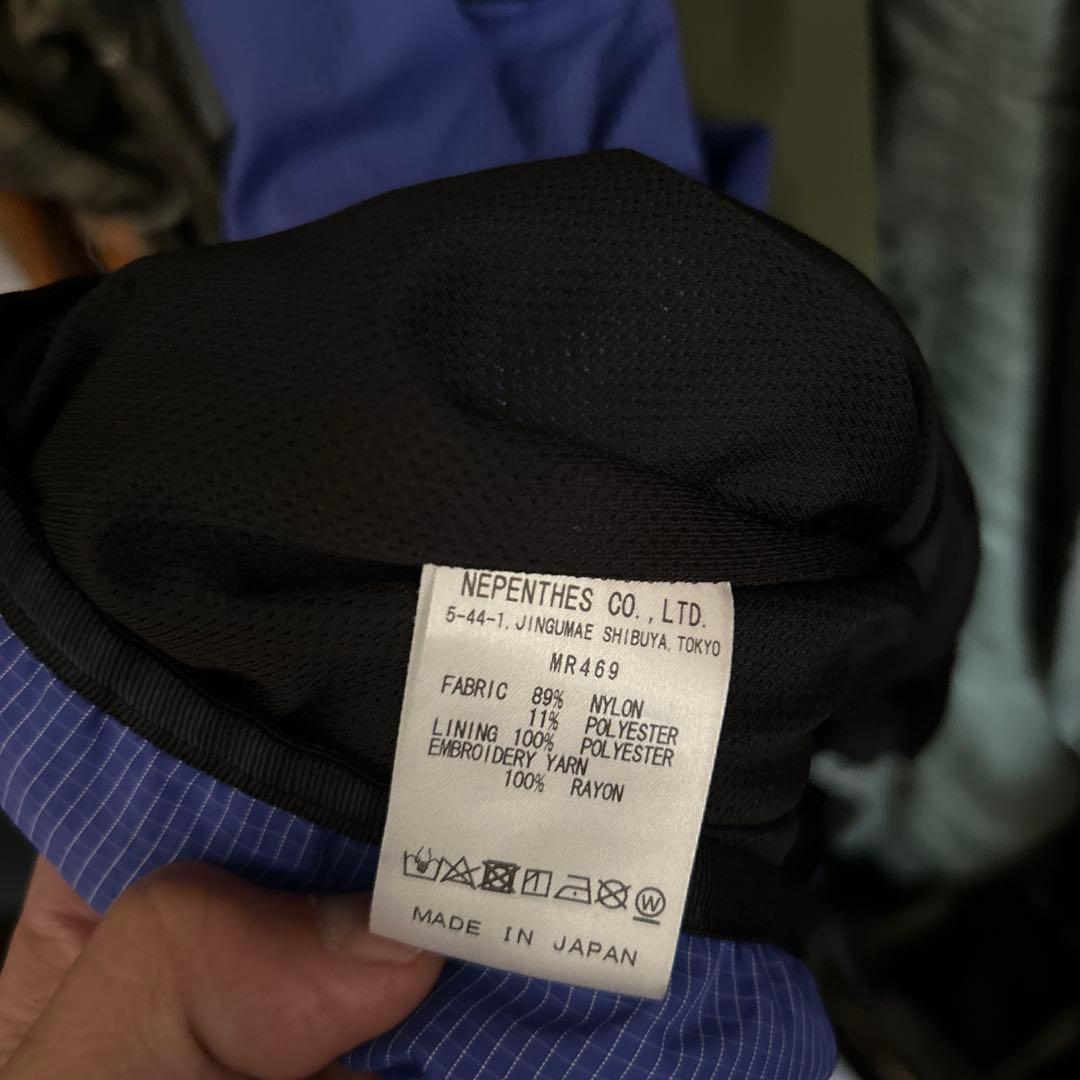 NEPENTHES CO.,LTD.
5-44-1, JINGUMAE SHIBUYA, TOKYO
MR469
FABRIC 89% NYLON
11% POLYESTER
LINING 100% POLYESTER
EMBROIDERY YARN
100% RAYON
W
MADE IN JAPAN